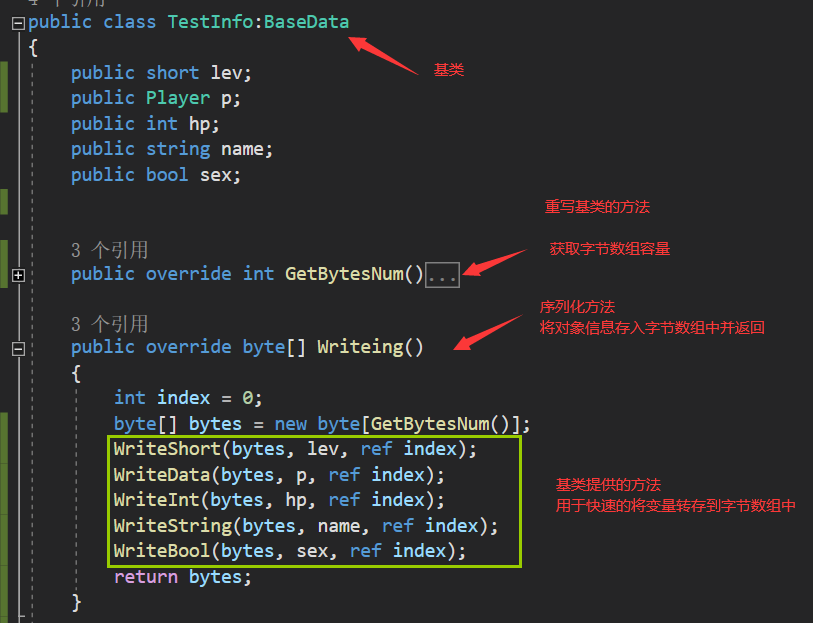 4 个引用
public class TestInfo:BaseData
{
基类
public short lev;
public Player p;
public int hp;
public string name;
public bool sex;
重写基类的方法
3 个引用
获取字节数组容量
public override int GetBytesNum()...
序列化方法
3 个引用
将对象信息存入字节数组中并返回
public override byte[] Writeing()
{
int index = 0;
byte[] bytes = new byte[GetBytesNum()];
WriteShort(bytes, lev, ref index);
WriteData(bytes, p, ref index);
WriteInt(bytes, hp, ref index);
WriteString(bytes, name, ref index);
WriteBool(bytes, sex, ref index);
基类提供的方法
用于快速的将变量转存到字节数组中
return bytes;
}